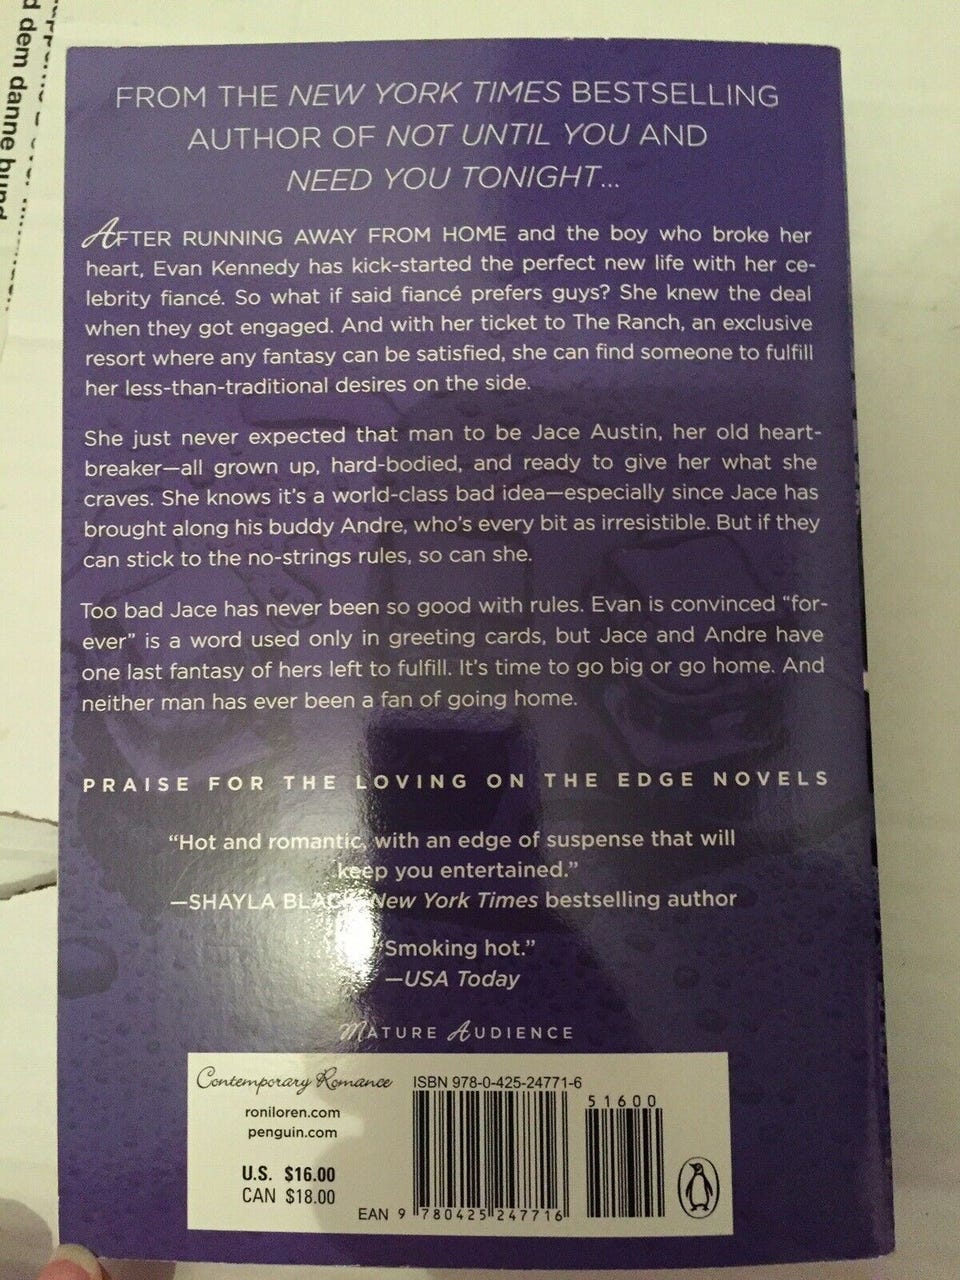 d dem danne bund
FROM THE NEW YORK TIMES BESTSELLING
AUTHOR OF NOT UNTIL YOU AND
NEED YOU TONIGHT...
AFTER RUNNING AWAY FROM HOME and the boy who broke her
heart, Evan Kennedy has kick-started the perfect new life with her ce-
lebrity fiancé. So what if said fiancé prefers guys? She knew the deal
when they got engaged. And with her ticket to The Ranch, an exclusive
resort where any fantasy can be satisfied, she can find someone to fulfill
her less-than-traditional desires on the side.
She just never expected that man to be Jace Austin, her old heart-
breaker—all grown up, hard-bodied, and ready to give her what she
craves. She knows it's a world-class bad idea—especially since Jace has
brought along his buddy Andre, who's every bit as irresistible. But if they
can stick to the no-strings rules, so can she.
Too bad Jace has never been so good with rules. Evan is convinced "for-
ever" is a word used only in greeting cards, but Jace and Andre have
one last fantasy of hers left to fulfill. It's time to go big or go home. And
neither man has ever been a fan of going home.
PRAISE FOR THE LOVING ON THE EDGE NOVELS
"Hot and romantic, with an edge of suspense that will
keep you entertained."
—SHAYLA BLACK, New York Times bestselling author
"Smoking hot."
—USA Today
MATURE AUDIENCE
Contemporary Romance
roniloren.com
penguin.com
U.S. $16.00
CAN $18.00
ISBN 978-0-425-24771-6
51600
EAN 9 780425 247716